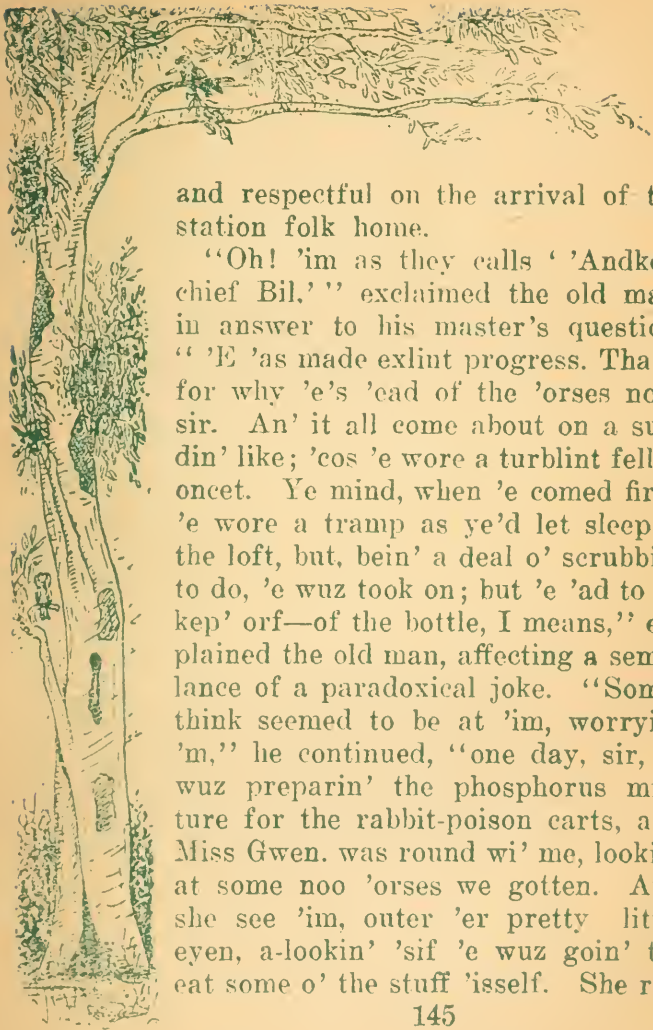 and respectful on the arrival of t
station folk home.
“Oh! ’im as they calls ‘ ’Andke
chief Bil.’ ” exclaimed the old ma
in answer to his master’s questio
“ ’E ’as made exlint progress. Tha
for why ’e’s ’ead of the ’orses no
sir. An’ it all come about on a su
din’ like; ’cos ’e wore a turblint fell
oncet. Ye mind, when ’e comed fir
’e wore a tramp as ye’d let sleep
the loft, but, bein’ a deal o’ scrubbi
to do, ’e wuz took on; but ’e ’ad to
kep’ orf—of the bottle, I means,” e
plained the old man, affecting a sem
lance of a paradoxical joke. “Som
think seemed to be at ’im, worryi
’m,” he continued, “one day, sir,
wuz preparin’ the phosphorus m
ture for the rabbit-poison carts, a
Miss Gwen. was round wi’ me, looki
at some noo ’orses we gotten. A
she see ’im, outer ’er pretty lit
eyen, a-lookin’ ’sif ’e wuz goin’ t
eat some o’ the stuff ’isself. She r
145